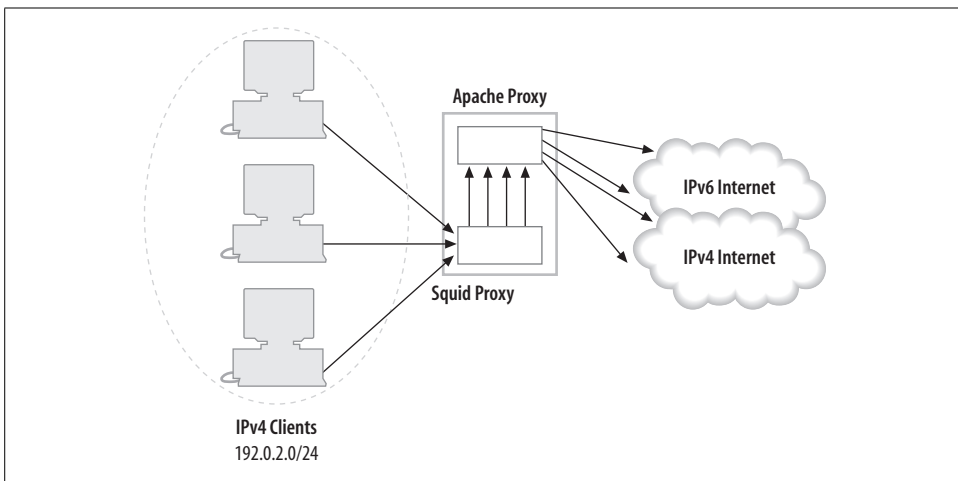 Apache Proxy
IPv6 Internet
IPv4 Internet
Squid Proxy
IPv4 Clients
192.0.2.0/24